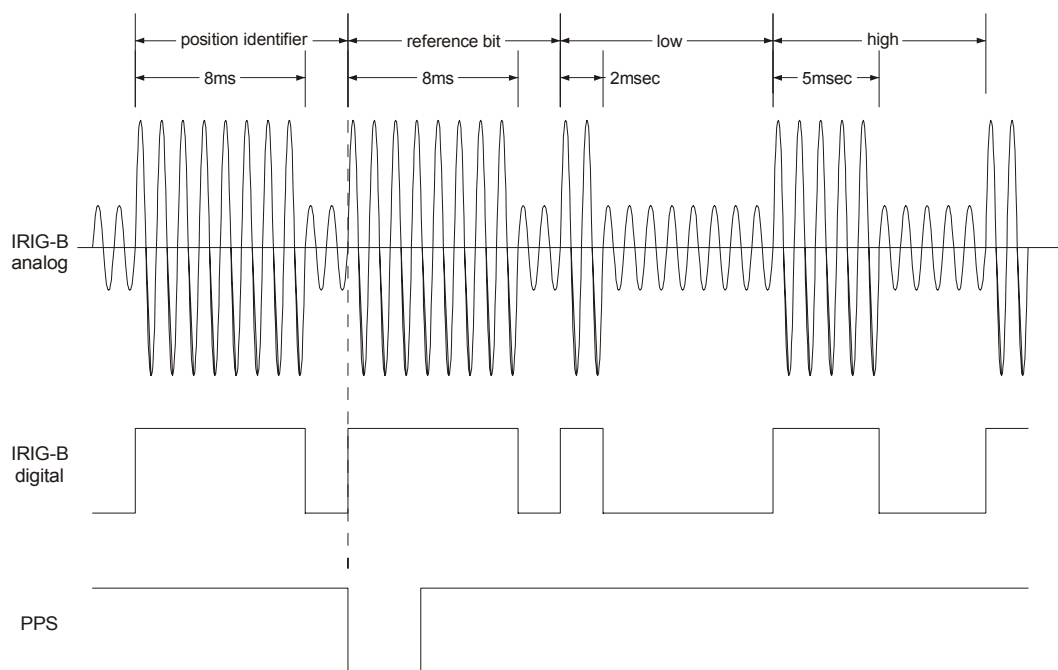 position identifier
reference bit
low
high
8ms
8ms
2msec
5msec
IRIG-B
analog
IRIG-B
digital
PPS